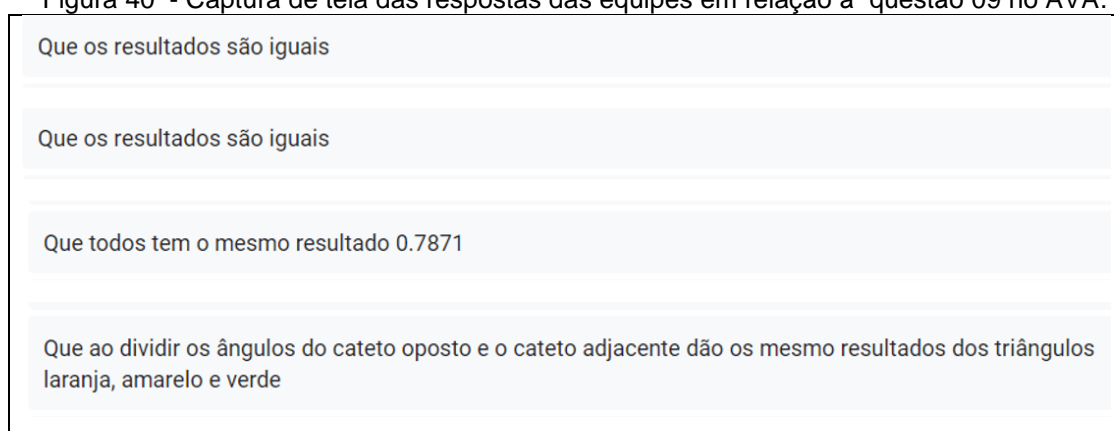 Figura 40 - Captura de tela das respostas das equipes em relação a questão 09 no AVA.
Que os resultados são iguais
Que os resultados são iguais
Que todos tem o mesmo resultado 0.7871
Que ao dividir os ângulos do cateto oposto e o cateto adjacente dão os mesmo resultados dos triângulos
laranja, amarelo e verde